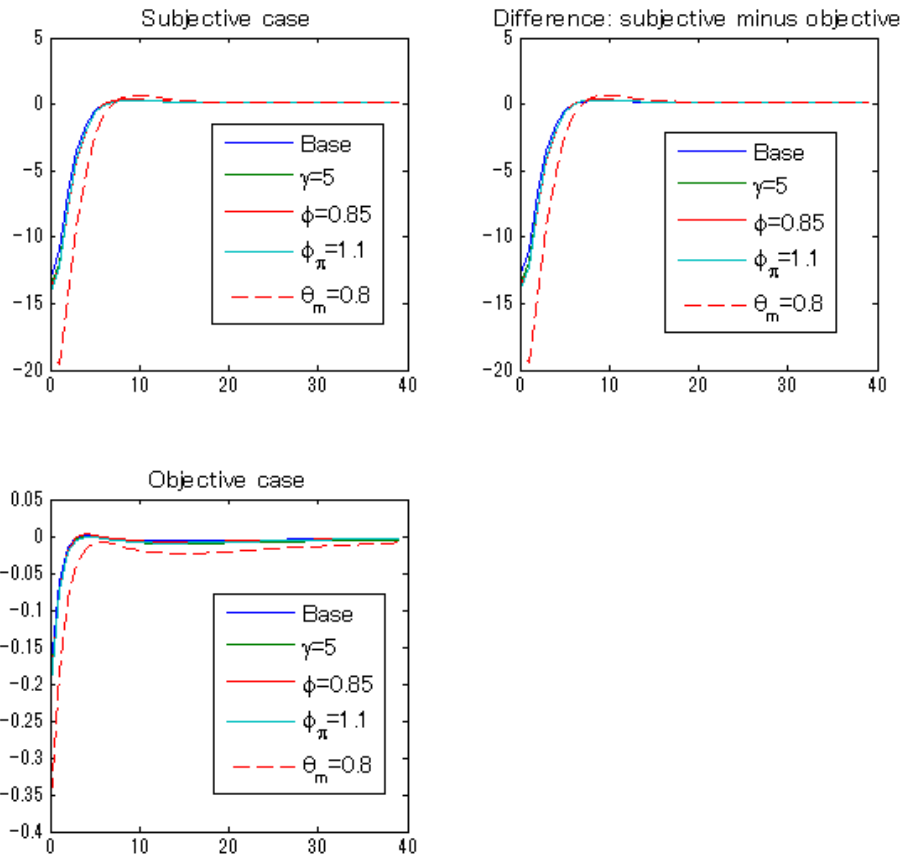 Subjective case
5
0
−5
−10
−15
−20
0 10 20 30 40
Base
γ=5
ϕ=0.85
ϕπ=1.1
θm=0.8
Difference: subjective minus objective
5
0
−5
−10
−15
−20
0 10 20 30 40
Base
γ=5
ϕ=0.85
ϕπ=1.1
θm=0.8
Objective case
0.05
0
−0.05
−0.1
−0.15
−0.2
−0.25
−0.3
−0.35
−0.4
0 10 20 30 40
Base
γ=5
ϕ=0.85
ϕπ=1.1
θm=0.8